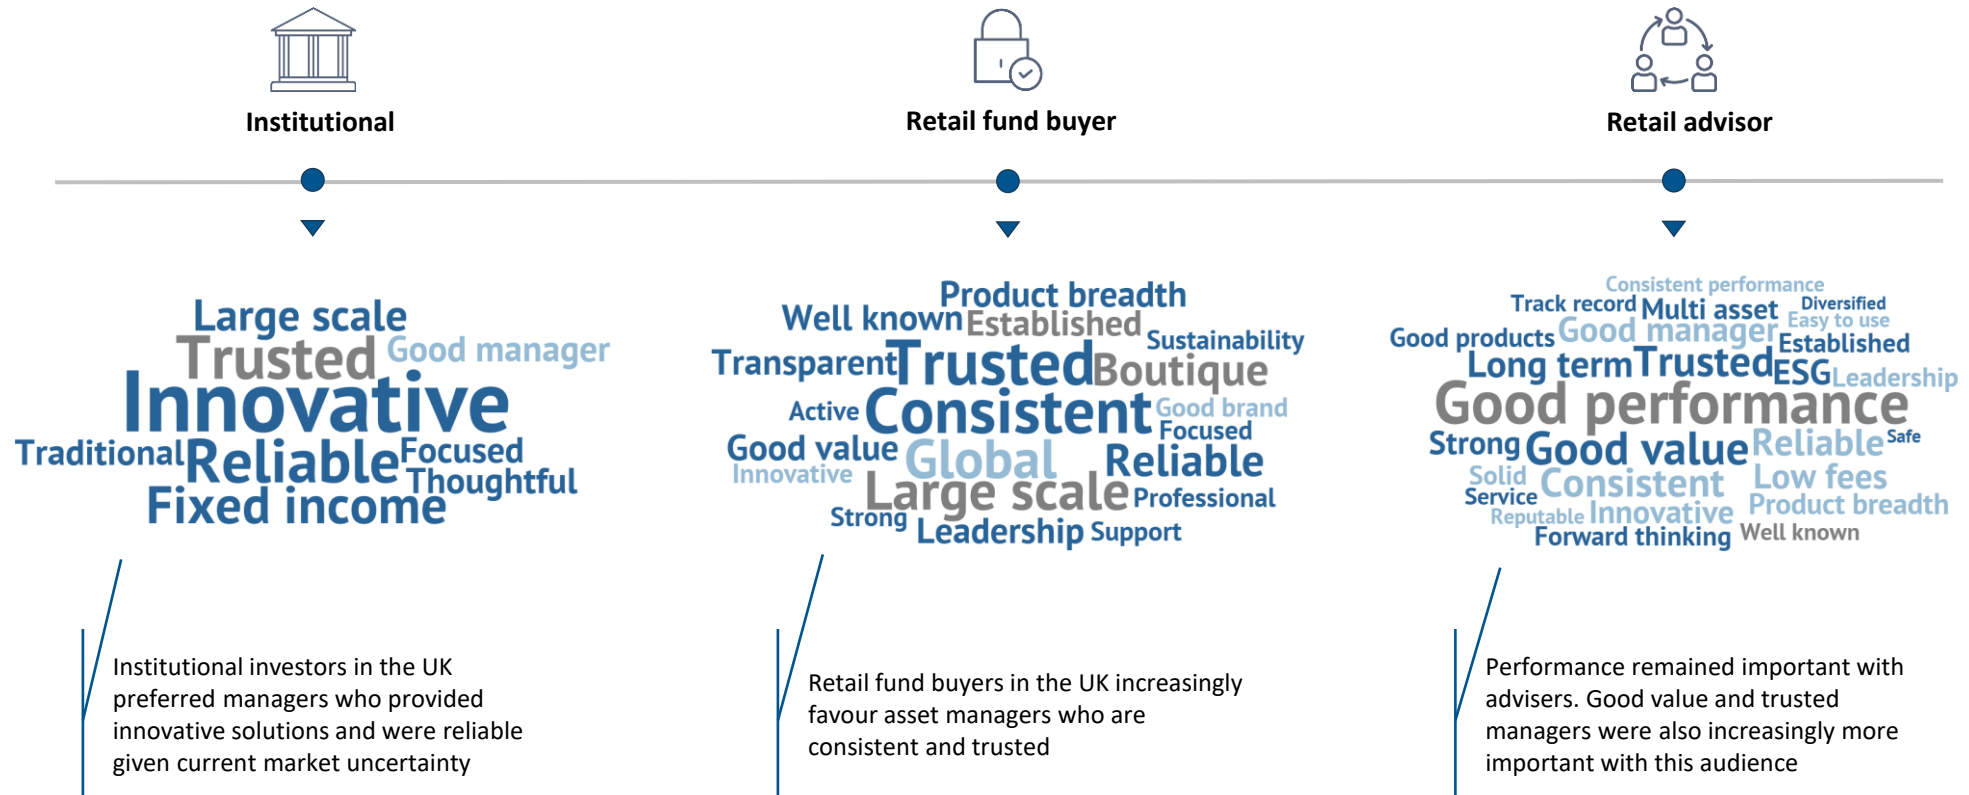 Institutional
Retail fund buyer
Retail advisor
Large scale
Trusted
Good manager
Innovative
Traditional
Reliable
Focused
Thoughtful
Fixed income
Product breadth
Well known
Established
Sustainability
Transparent
Trusted
Boutique
Active
Consistent
Good brand
Focused
Good value
Global
Reliable
Innovative
Large scale
Professional
Strong
Leadership
Support
Consistent performance
Track record
Multi asset
Diversified
Easy to use
Good products
Good manager
Established
Long term
Trusted
ESG
Leadership
Good performance
Strong
Good value
Reliable
Safe
Solid
Consistent
Low fees
Service
Product breadth
Reputable
Innovative
Well known
Forward thinking
Institutional investors in the UK
preferred managers who provided
innovative solutions and were reliable
given current market uncertainty
Retail fund buyers in the UK increasingly
favour asset managers who are
consistent and trusted
Performance remained important with
advisers. Good value and trusted
managers were also increasingly more
important with this audience